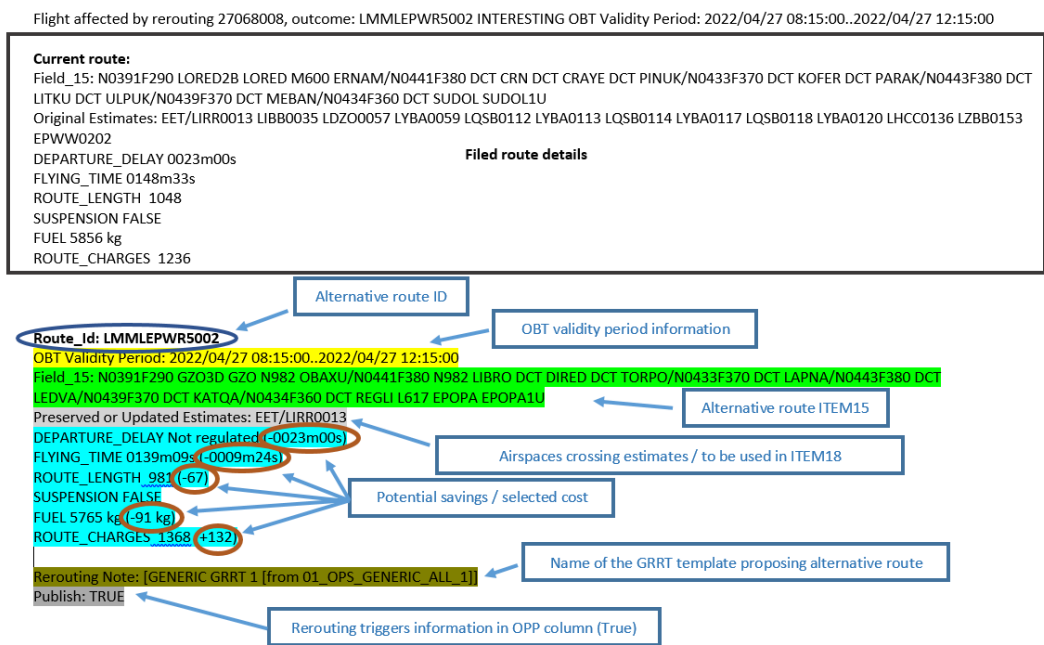 Flight affected by rerouting 27068008, outcome: LMMLEPWR5002 INTERESTING OBT Validity Period: 2022/04/27 08:15:00..2022/04/27 12:15:00
Current route:
Field_15: N0391F290 LORED2B LORED M600 ERNAM/N0441F380 DCT CRN DCT CRAYE DCT PINUK/N0433F370 DCT KOFER DCT PARAK/N0443F380 DCT
LITKU DCT ULPUK/N0439F370 DCT MEBAN/N0434F360 DCT SUDOL SUDOL1U
Original Estimates: EET/LIRR0013 LIBB0035 LDZO0057 LYBA0059 LQSB0112 LYBA0113 LQSB0114 LYBA0117 LQSB0118 LYBA0120 LHCC0136 LZBB0153
EPWW0202
DEPARTURE_DELAY 0023m00s
Filed route details
FLYING_TIME 0148m33s
ROUTE_LENGTH 1048
SUSPENSION FALSE
FUEL 5856 kg
ROUTE_CHARGES 1236
Alternative route ID
Route_Id: LMMLEPWR5002
OBT validity period information
OBT Validity Period: 2022/04/27 08:15:00..2022/04/27 12:15:00
Field_15: N0391F290 GZO3D GZO N982 OBAXU/N0441F380 N982 LIBRO DCT DIRED DCT TORPO/N0433F370 DCT LAPNA/N0443F380 DCT
LEDVA/N0439F370 DCT KATQA/N0434F360 DCT REGLI L617 EPOPA EPOPA1U
Alternative route ITEM15
Preserved or Updated Estimates: EET/LIRR0013
DEPARTURE_DELAY Not regulated (-0023m00s)
FLYING_TIME 0139m09s (-0009m24s)
Airspaces crossing estimates / to be used in ITEM18
ROUTE_LENGTH 981 (-67)
Potential savings / selected cost
SUSPENSION FALSE
FUEL 5765 kg (-91 kg)
ROUTE_CHARGES 1368 (+132)
Name of the GRRT template proposing alternative route
Rerouting Note: [GENERIC GRRT 1 [from 01_OPS_GENERIC_ALL_1]]
Publish: TRUE
Rerouting triggers information in OPP column (True)